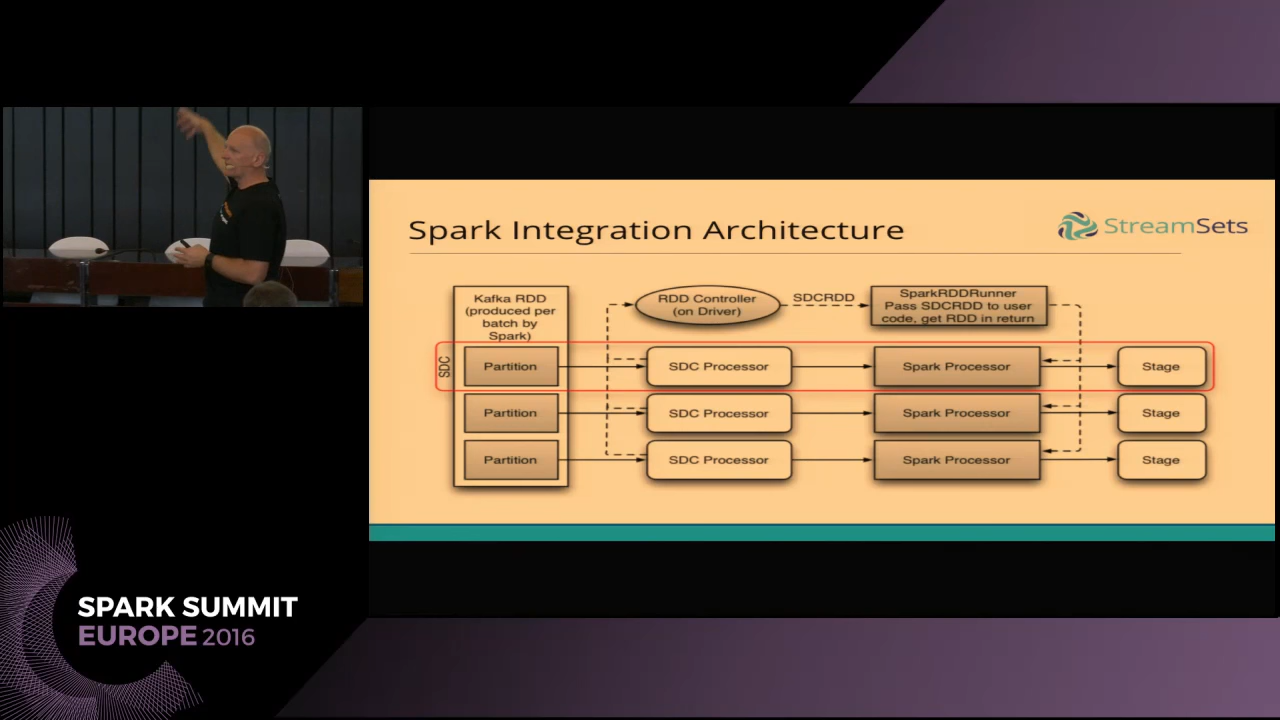 Spark Integration Architecture
StreamSets
Kafka RDD
(produced per
batch by
Spark)
RDD Controller
(on Driver)
SDCRDD
SparkRDDRunner
Pass SDCRDD to user
code, get RDD in return
SDC
Partition
SDC Processor
Spark Processor
Stage
Partition
SDC Processor
Spark Processor
Stage
Partition
SDC Processor
Spark Processor
Stage
SPARK SUMMIT
EUROPE 2016